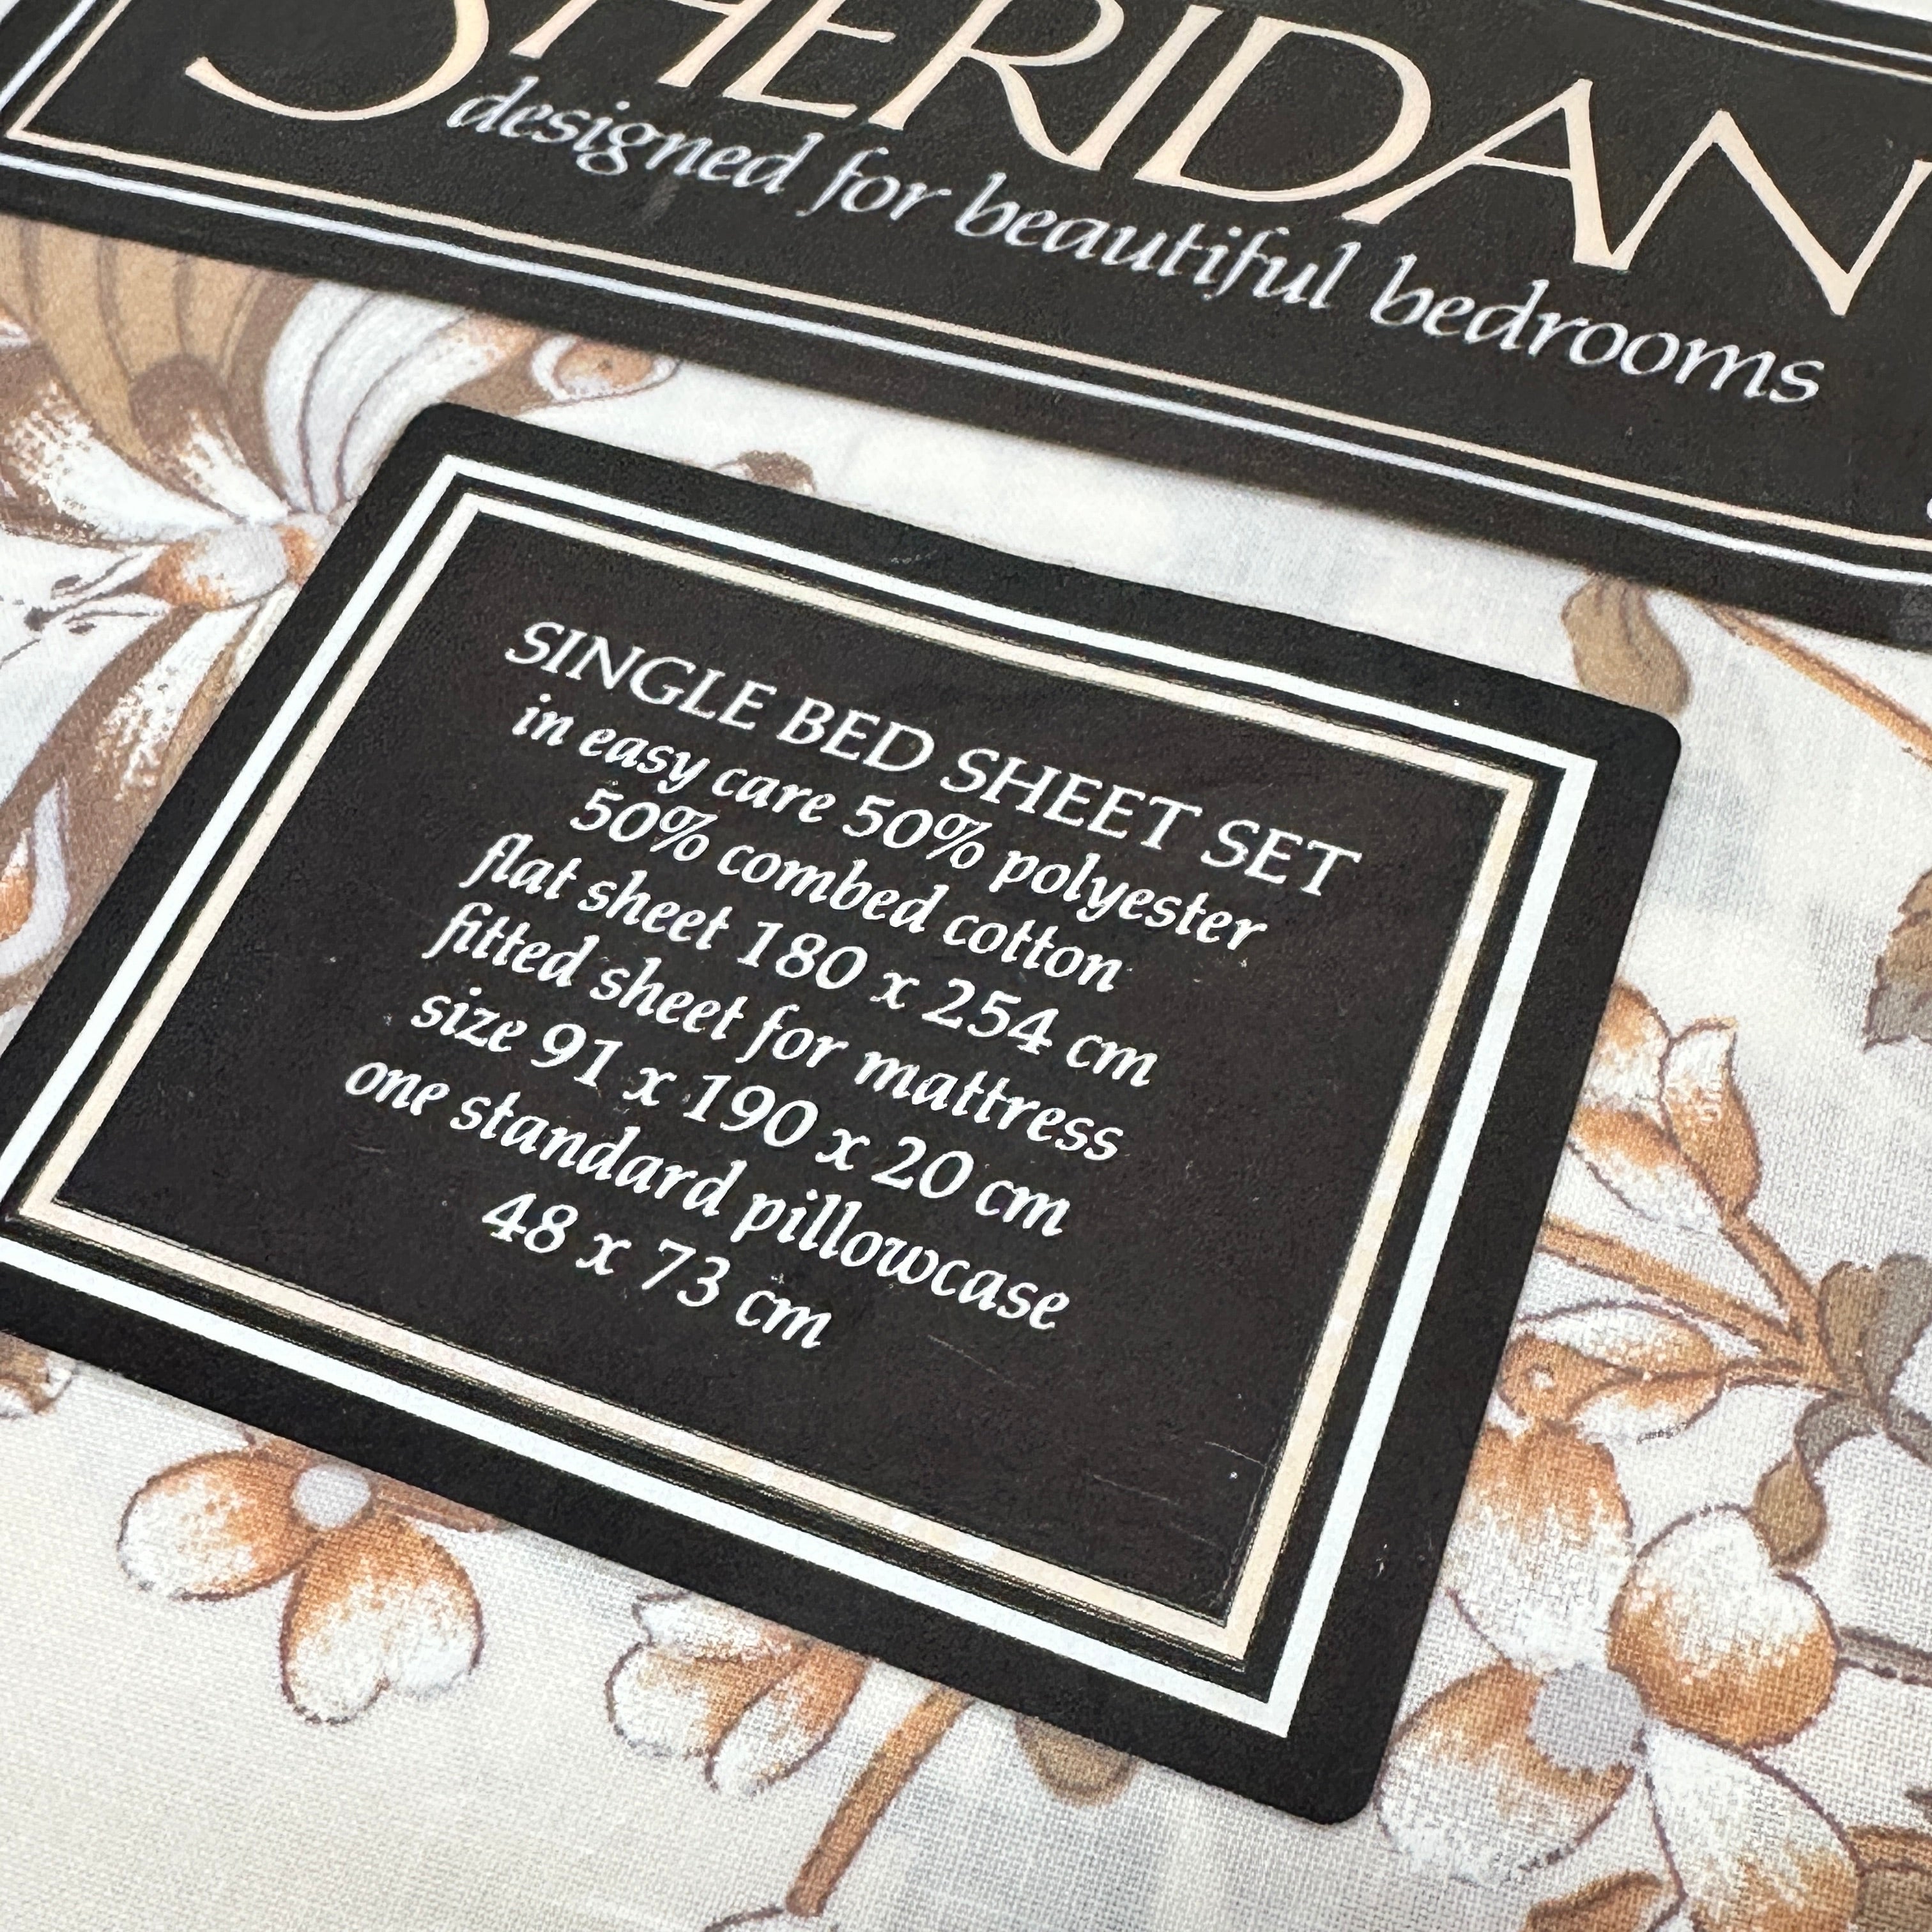 SHERIDAN
designed for beautiful bedrooms
SINGLE BED SHEET SET
in easy care 50% polyester
50% combed cotton
flat sheet 180 x 254 cm
fitted sheet for mattress
size 91 x 190 x 20 cm
one standard pillowcase
48 x 73 cm